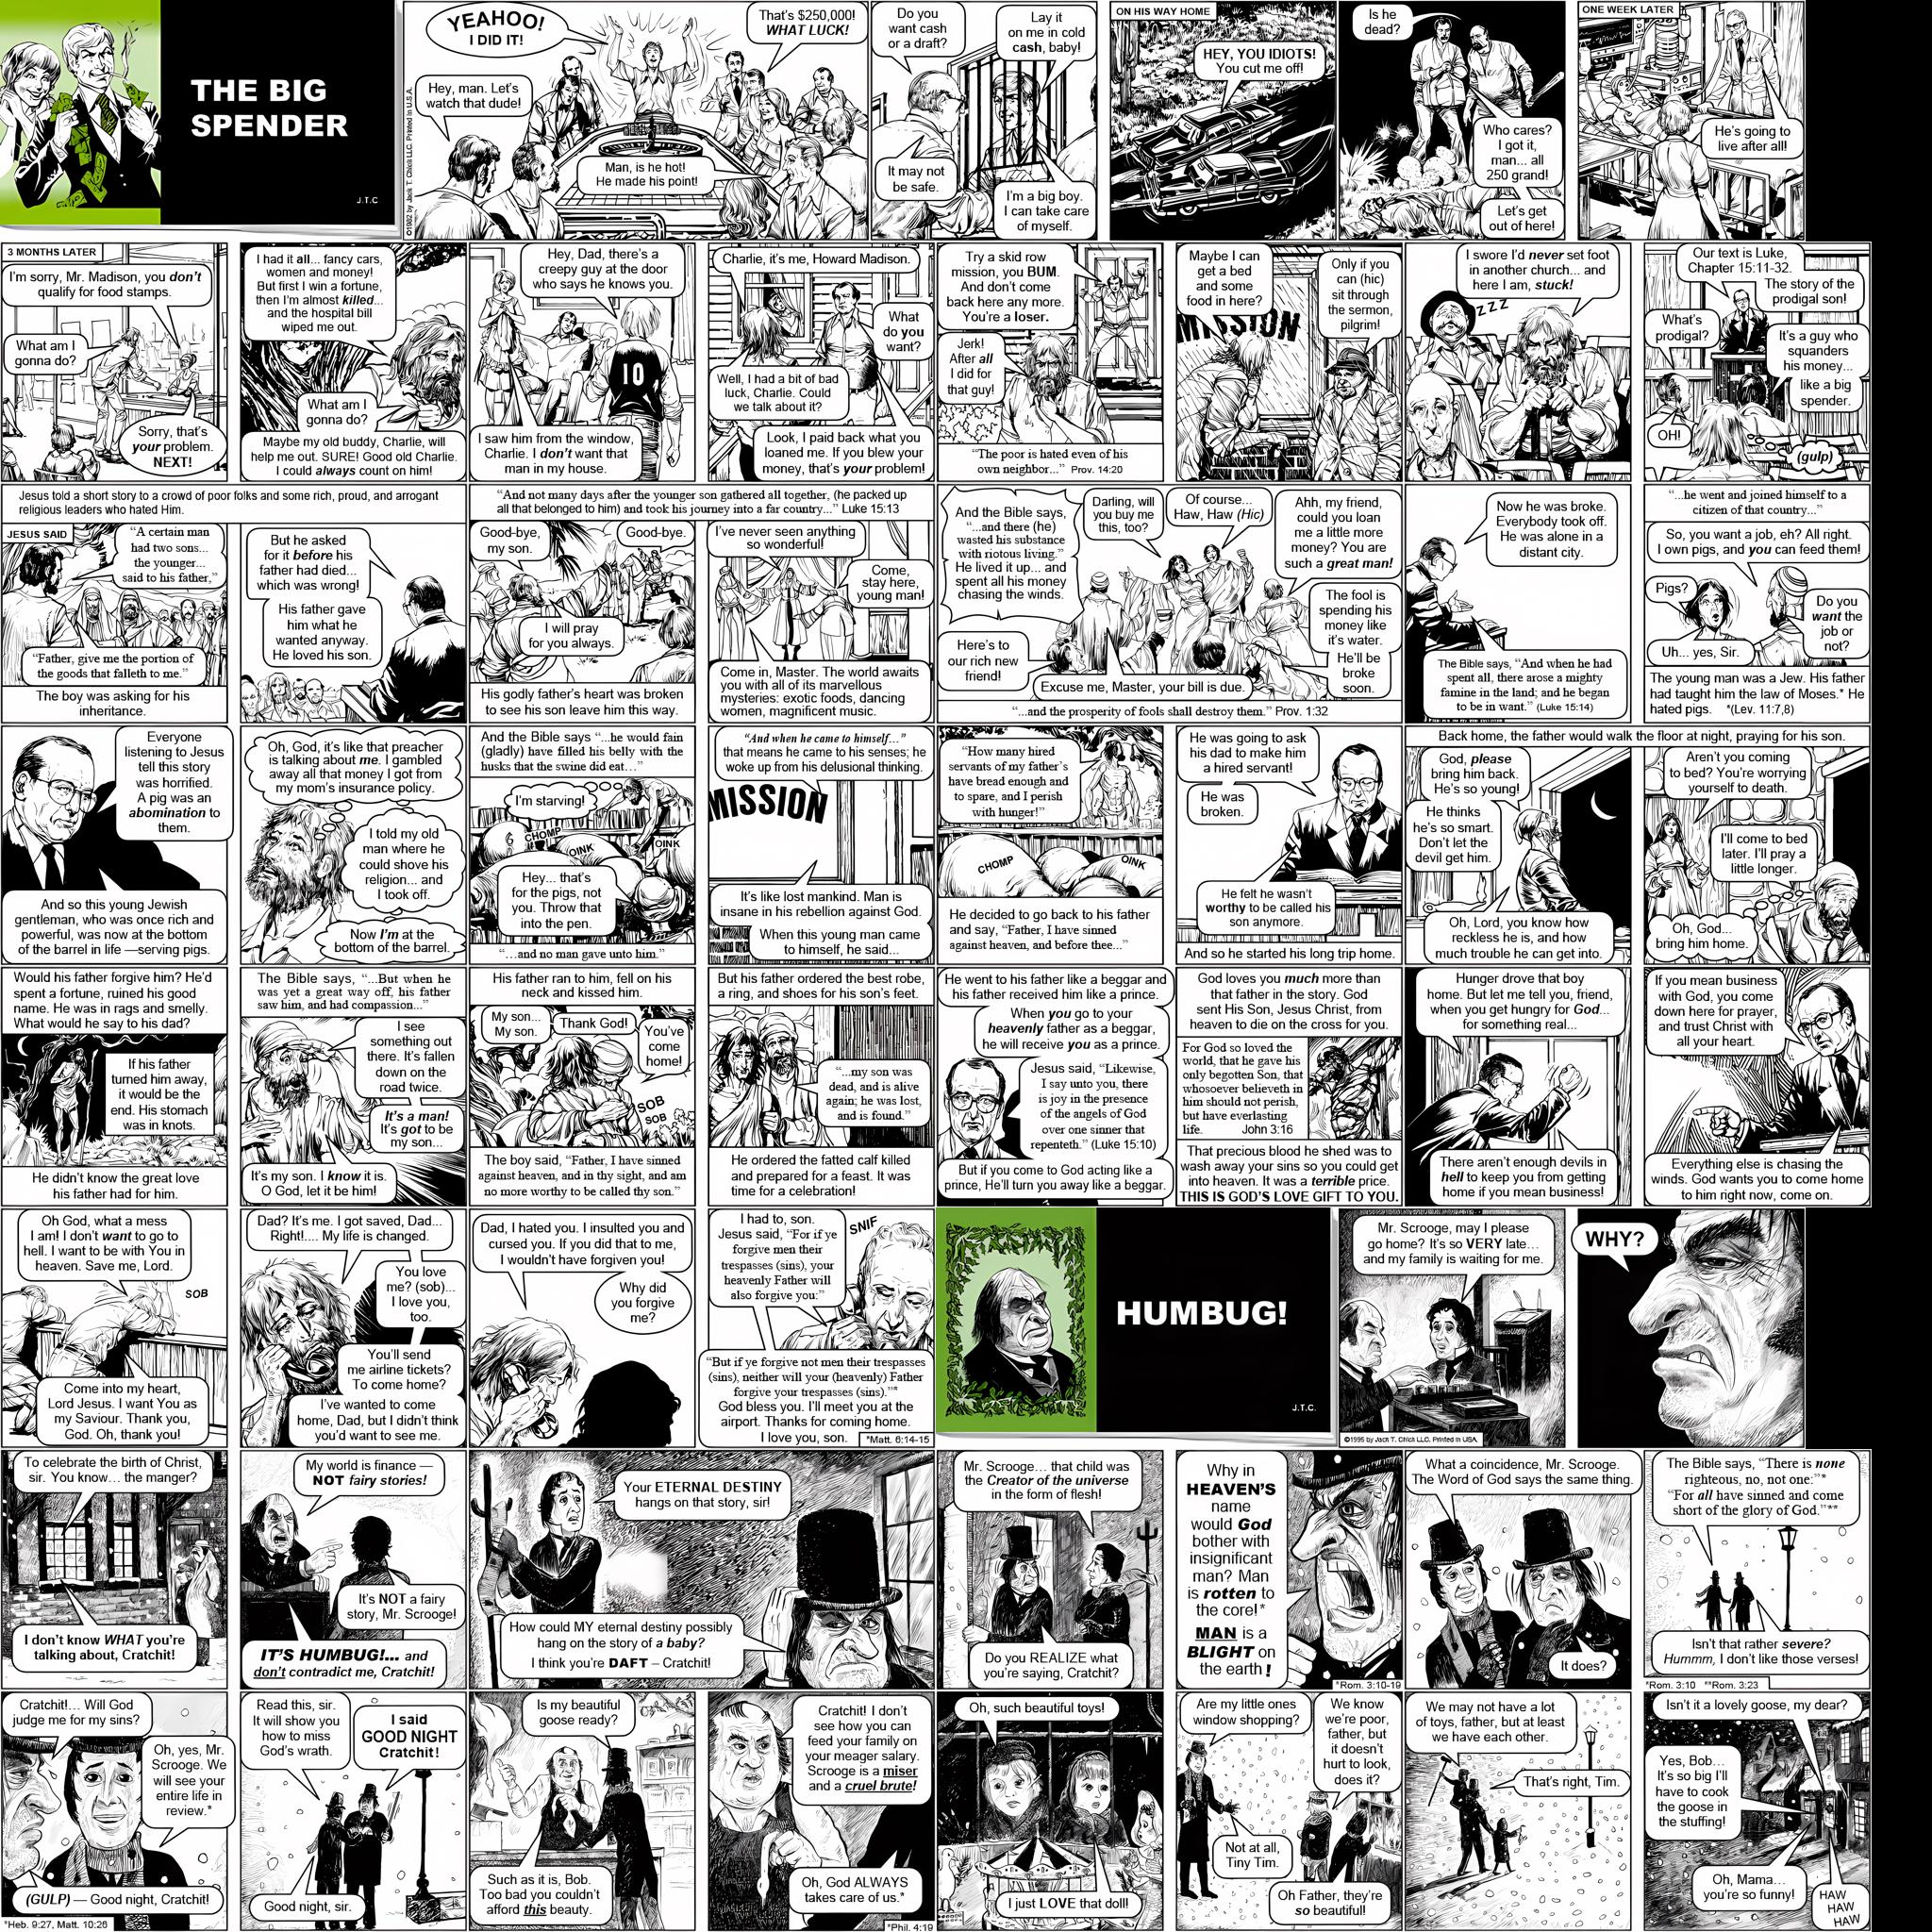 THE BIG
SPENDER
J.T.C
©1982 by Jack T. Chick LLC. Printed in U.S.A.
YEAHOO!
I DID IT!
That's $250,000!
WHAT LUCK!
Hey, man. Let's
watch that dude!
Man, is he hot!
He made his point!
Do you
want cash
or a draft?
Lay it
on me in cold
cash, baby!
It may not
be safe.
I'm a big boy.
I can take care
of myself.
ON HIS WAY HOME
HEY, YOU IDIOTS!
You cut me off!
Is he
dead?
Who cares?
I got it,
man... all
250 grand!
Let's get
out of here!
ONE WEEK LATER
He's going to
live after all!
3 MONTHS LATER
I'm sorry, Mr. Madison, you don't
qualify for food stamps.
What am I
gonna do?
Sorry, that's
your problem.
NEXT!
I had it all... fancy cars,
women and money!
But first I win a fortune,
then I'm almost killed...
and the hospital bill
wiped me out.
What am I
gonna do?
Maybe my old buddy, Charlie, will
help me out. SURE! Good old Charlie.
I could always count on him!
Hey, Dad, there's a
creepy guy at the door
who says he knows you.
10
I saw him from the window,
Charlie. I don't want that
man in my house.
Charlie, it's me, Howard Madison.
What
do you
want?
Well, I had a bit of bad
luck, Charlie. Could
we talk about it?
Look, I paid back what you
loaned me. If you blew your
money, that's your problem!
Try a skid row
mission, you BUM.
And don't come
back here any more.
You're a loser.
Jerk!
After all
I did for
that guy!
"The poor is hated even of his
own neighbor..." Prov. 14:20
Maybe I can
get a bed
and some
food in here?
Only if you
can (hic)
sit through
the sermon,
pilgrim!
MISSION
I swore I'd never set foot
in another church... and
here I am, stuck!
ZZZ
Our text is Luke,
Chapter 15:11-32.
The story of the
prodigal son!
What's
prodigal?
It's a guy who
squanders
his money...
like a big
spender.
OH!
(gulp)
Jesus told a short story to a crowd of poor folks and some rich, proud, and arrogant
religious leaders who hated Him.
JESUS SAID
"A certain man
had two sons...
the younger...
said to his father,"
"Father, give me the portion of
the goods that falleth to me."
The boy was asking for his
inheritance.
But he asked
for it before his
father had died...
which was wrong!
His father gave
him what he
wanted anyway.
He loved his son.
"And not many days after the younger son gathered all together, (he packed up
all that belonged to him) and took his journey into a far country..." Luke 15:13
Good-bye,
my son.
Good-bye.
I will pray
for you always.
His godly father's heart was broken
to see his son leave him this way.
I've never seen anything
so wonderful!
Come,
stay here,
young man!
Come in, Master. The world awaits
you with all of its marvellous
mysteries: exotic foods, dancing
women, magnificent music.
And the Bible says,
"...and there (he)
wasted his substance
with riotous living."
He lived it up... and
spent all his money
chasing the winds.
Darling, will
you buy me
this, too?
Of course...
Haw, Haw (Hic)
Ahh, my friend,
could you loan
me a little more
money? You are
such a great man!
The fool is
spending his
money like
it's water.
He'll be
broke
soon.
Here's to
our rich new
friend!
Excuse me, Master, your bill is due.
"...and the prosperity of fools shall destroy them." Prov. 1:32
Now he was broke.
Everybody took off.
He was alone in a
distant city.
The Bible says, "And when he had
spent all, there arose a mighty
famine in the land; and he began
to be in want." (Luke 15:14)
"...he went and joined himself to a
citizen of that country..."
So, you want a job, eh? All right.
I own pigs, and you can feed them!
Pigs?
Do you
want the
job or
not?
Uh... yes, Sir.
The young man was a Jew. His father
had taught him the law of Moses.* He
hated pigs. *(Lev. 11:7,8)
Everyone
listening to Jesus
tell this story
was horrified.
A pig was an
abomination to
them.
And so this young Jewish
gentleman, who was once rich and
powerful, was now at the bottom
of the barrel in life —serving pigs.
Oh, God, it's like that preacher
is talking about me. I gambled
away all that money I got from
my mom's insurance policy.
I told my old
man where he
could shove his
religion... and
I took off.
Now I'm at the
bottom of the barrel.
And the Bible says "...he would fain
(gladly) have filled his belly with the
husks that the swine did eat..."
I'm starving!
CHOMP
OINK
OINK
Hey... that's
for the pigs, not
you. Throw that
into the pen.
"...and no man gave unto him."
"And when he came to himself..."
that means he came to his senses; he
woke up from his delusional thinking.
MISSION
It's like lost mankind. Man is
insane in his rebellion against God.
When this young man came
to himself, he said...
"How many hired
servants of my father's
have bread enough and
to spare, and I perish
with hunger!"
CHOMP
OINK
He decided to go back to his father
and say, "Father, I have sinned
against heaven, and before thee..."
He was going to ask
his dad to make him
a hired servant!
He was
broken.
He felt he wasn't
worthy to be called his
son anymore.
And so he started his long trip home.
Back home, the father would walk the floor at night, praying for his son.
God, please
bring him back.
He's so young!
He thinks
he's so smart.
Don't let the
devil get him.
Oh, Lord, you know how
reckless he is, and how
much trouble he can get into.
Aren't you coming
to bed? You're worrying
yourself to death.
I'll come to bed
later. I'll pray a
little longer.
Oh, God...
bring him home.
Would his father forgive him? He'd
spent a fortune, ruined his good
name. He was in rags and smelly.
What would he say to his dad?
If his father
turned him away,
it would be the
end. His stomach
was in knots.
He didn't know the great love
his father had for him.
The Bible says, "...But when he
was yet a great way off, his father
saw him, and had compassion..."
I see
something out
there. It's fallen
down on the
road twice.
It's a man!
It's got to be
my son...
It's my son. I know it is.
O God, let it be him!
His father ran to him, fell on his
neck and kissed him.
My son...
My son.
Thank God!
You've
come
home!
SOB
SOB
The boy said, "Father, I have sinned
against heaven, and in thy sight, and am
no more worthy to be called thy son."
But his father ordered the best robe,
a ring, and shoes for his son's feet.
"...my son was
dead, and is alive
again; he was lost,
and is found."
He ordered the fatted calf killed
and prepared for a feast. It was
time for a celebration!
He went to his father like a beggar and
his father received him like a prince.
When you go to your
heavenly father as a beggar,
he will receive you as a prince.
Jesus said, "Likewise,
I say unto you, there
is joy in the presence
of the angels of God
over one sinner that
repenteth." (Luke 15:10)
But if you come to God acting like a
prince, He'll turn you away like a beggar.
God loves you much more than
that father in the story. God
sent His Son, Jesus Christ, from
heaven to die on the cross for you.
For God so loved the
world, that he gave his
only begotten Son, that
whosoever believeth in
him should not perish,
but have everlasting
life. John 3:16
That precious blood he shed was to
wash away your sins so you could get
into heaven. It was a terrible price.
THIS IS GOD'S LOVE GIFT TO YOU.
Hunger drove that boy
home. But let me tell you, friend,
when you get hungry for God...
for something real...
There aren't enough devils in
hell to keep you from getting
home if you mean business!
If you mean business
with God, you come
down here for prayer,
and trust Christ with
all your heart.
Everything else is chasing the
winds. God wants you to come home
to him right now, come on.
Oh God, what a mess
I am! I don't want to go to
hell. I want to be with You in
heaven. Save me, Lord.
SOB
Come into my heart,
Lord Jesus. I want You as
my Saviour. Thank you,
God. Oh, thank you!
Dad? It's me. I got saved, Dad...
Right!.... My life is changed.
You love
me? (sob)...
I love you,
too.
You'll send
me airline tickets?
To come home?
I've wanted to come
home, Dad, but I didn't think
you'd want to see me.
Dad, I hated you. I insulted you and
cursed you. If you did that to me,
I wouldn't have forgiven you!
Why did
you forgive
me?
I had to, son.
Jesus said, "For if ye
forgive men their
trespasses (sins), your
heavenly Father will
also forgive you:"
SNIF
"But if ye forgive not men their trespasses
(sins), neither will your (heavenly) Father
forgive your trespasses (sins)."*
God bless you. I'll meet you at the
airport. Thanks for coming home.
I love you, son.
*Matt. 6:14-15
HUMBUG!
J.T.C.
Mr. Scrooge, may I please
go home? It's so VERY late...
and my family is waiting for me.
©1996 by Jack T. Chick LLC. Printed in USA.
WHY?
To celebrate the birth of Christ,
sir. You know... the manger?
I don't know WHAT you're
talking about, Cratchit!
My world is finance —
NOT fairy stories!
It's NOT a fairy
story, Mr. Scrooge!
IT'S HUMBUG!... and
don't contradict me, Cratchit!
Your ETERNAL DESTINY
hangs on that story, sir!
How could MY eternal destiny possibly
hang on the story of a baby?
I think you're DAFT – Cratchit!
Mr. Scrooge... that child was
the Creator of the universe
in the form of flesh!
Do you REALIZE what
you're saying, Cratchit?
Why in
HEAVEN'S
name
would God
bother with
insignificant
man? Man
is rotten to
the core!*
MAN is a
BLIGHT on
the earth!
*Rom. 3:10-19
What a coincidence, Mr. Scrooge.
The Word of God says the same thing.
It does?
The Bible says, "There is none
righteous, no, not one:"*
"For all have sinned and come
short of the glory of God."**
Isn't that rather severe?
Hummm, I don't like those verses!
*Rom. 3:10 **Rom. 3:23
Cratchit!... Will God
judge me for my sins?
Oh, yes, Mr.
Scrooge. We
will see your
entire life in
review.*
(GULP) — Good night, Cratchit!
*Heb. 9:27, Matt. 10:26
Read this, sir.
It will show you
how to miss
God's wrath.
I said
GOOD NIGHT
Cratchit!
Good night, sir.
Is my beautiful
goose ready?
Such as it is, Bob.
Too bad you couldn't
afford this beauty.
Cratchit! I don't
see how you can
feed your family on
your meager salary.
Scrooge is a miser
and a cruel brute!
Oh, God ALWAYS
takes care of us.*
*Phil. 4:19
Oh, such beautiful toys!
I just LOVE that doll!
Are my little ones
window shopping?
We know
we're poor,
father, but
it doesn't
hurt to look,
does it?
Not at all,
Tiny Tim.
Oh Father, they're
so beautiful!
We may not have a lot
of toys, father, but at least
we have each other.
That's right, Tim.
Isn't it a lovely goose, my dear?
Yes, Bob...
It's so big I'll
have to cook
the goose in
the stuffing!
Oh, Mama...
you're so funny!
HAW
HAW
HAW